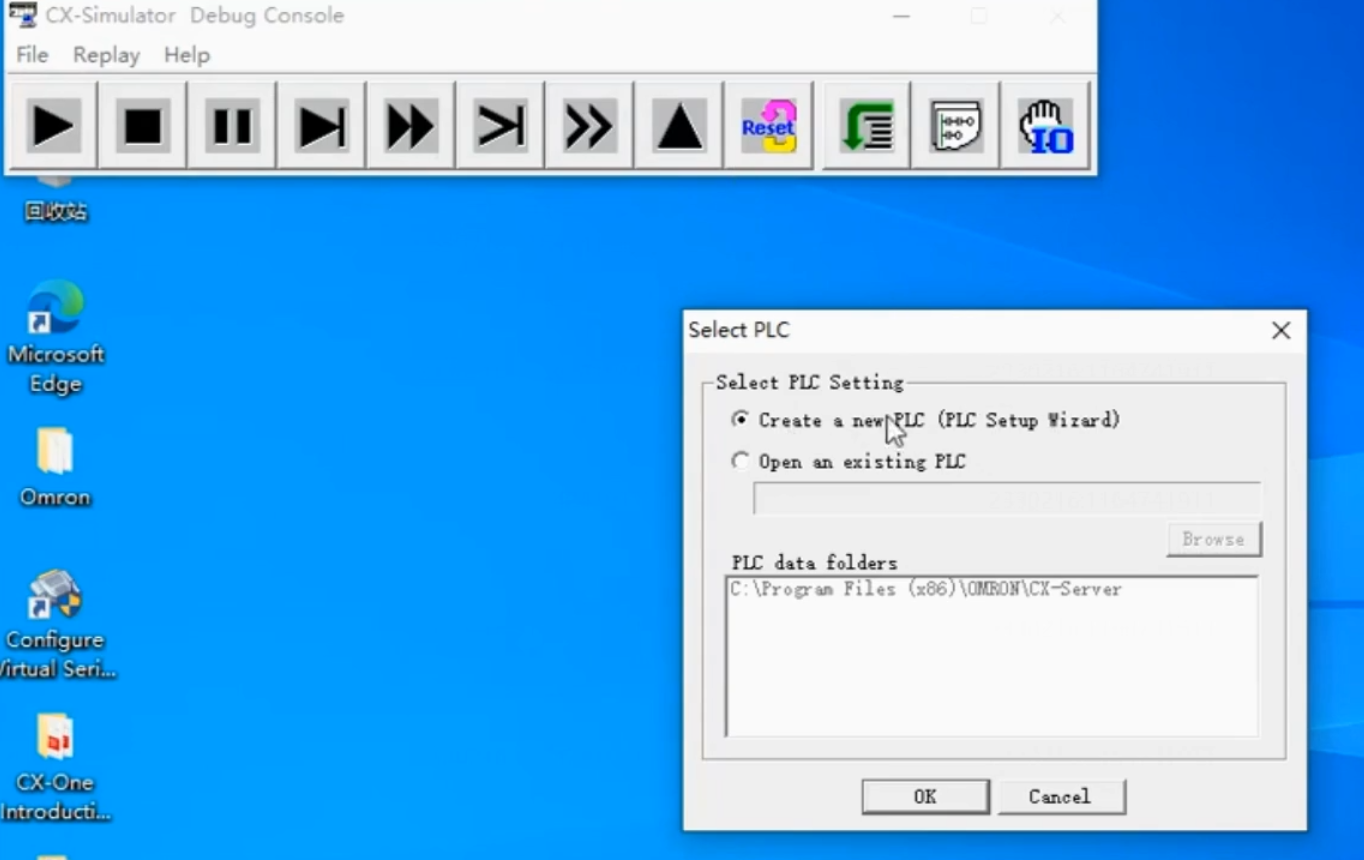 CX-Simulator Debug Console
File Replay Help
Reset
IO
回收站
Microsoft
Edge
Omron
Configure
Virtual Seri...
CX-One
Introducti...
Select PLC
Select PLC Setting
Create a new PLC (PLC Setup Wizard)
Open an existing PLC
Browse
PLC data folders
C:\Program Files (x86)\OMRON\CX-Server
OK Cancel